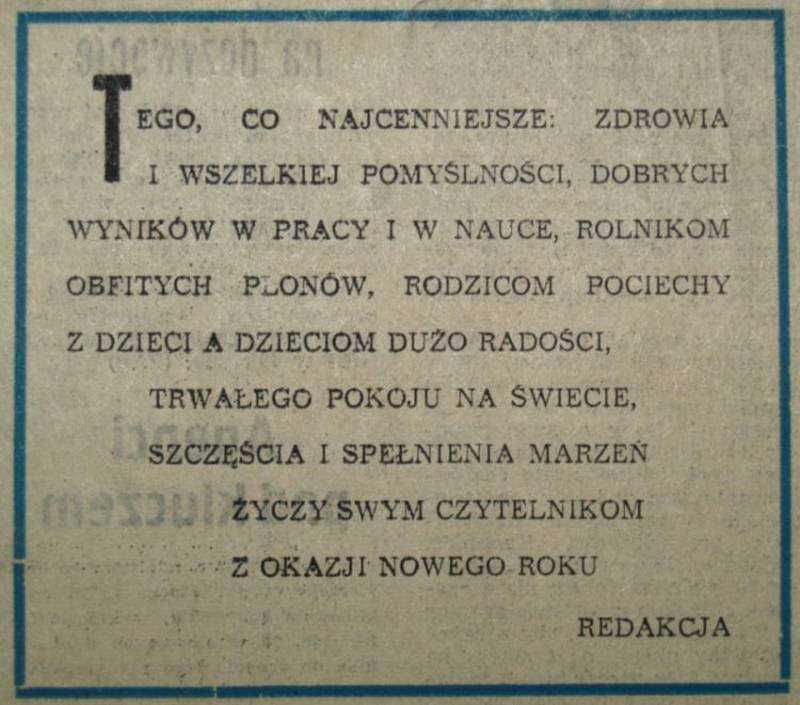 TEGO, CO NAJCENNIEJSZE: ZDROWIA
I WSZELKIEJ POMYŚLNOŚCI, DOBRYCH
WYNIKÓW W PRACY I W NAUCE, ROLNIKOM
OBFITYCH PLONÓW, RODZICOM POCIECHY
Z DZIECI A DZIECIOM DUŻO RADOŚCI,
TRWAŁEGO POKOJU NA ŚWIECIE,
SZCZĘŚCIA I SPEŁNIENIA MARZEŃ
ŻYCZY SWYM CZYTELNIKOM
Z OKAZJI NOWEGO ROKU
REDAKCJA